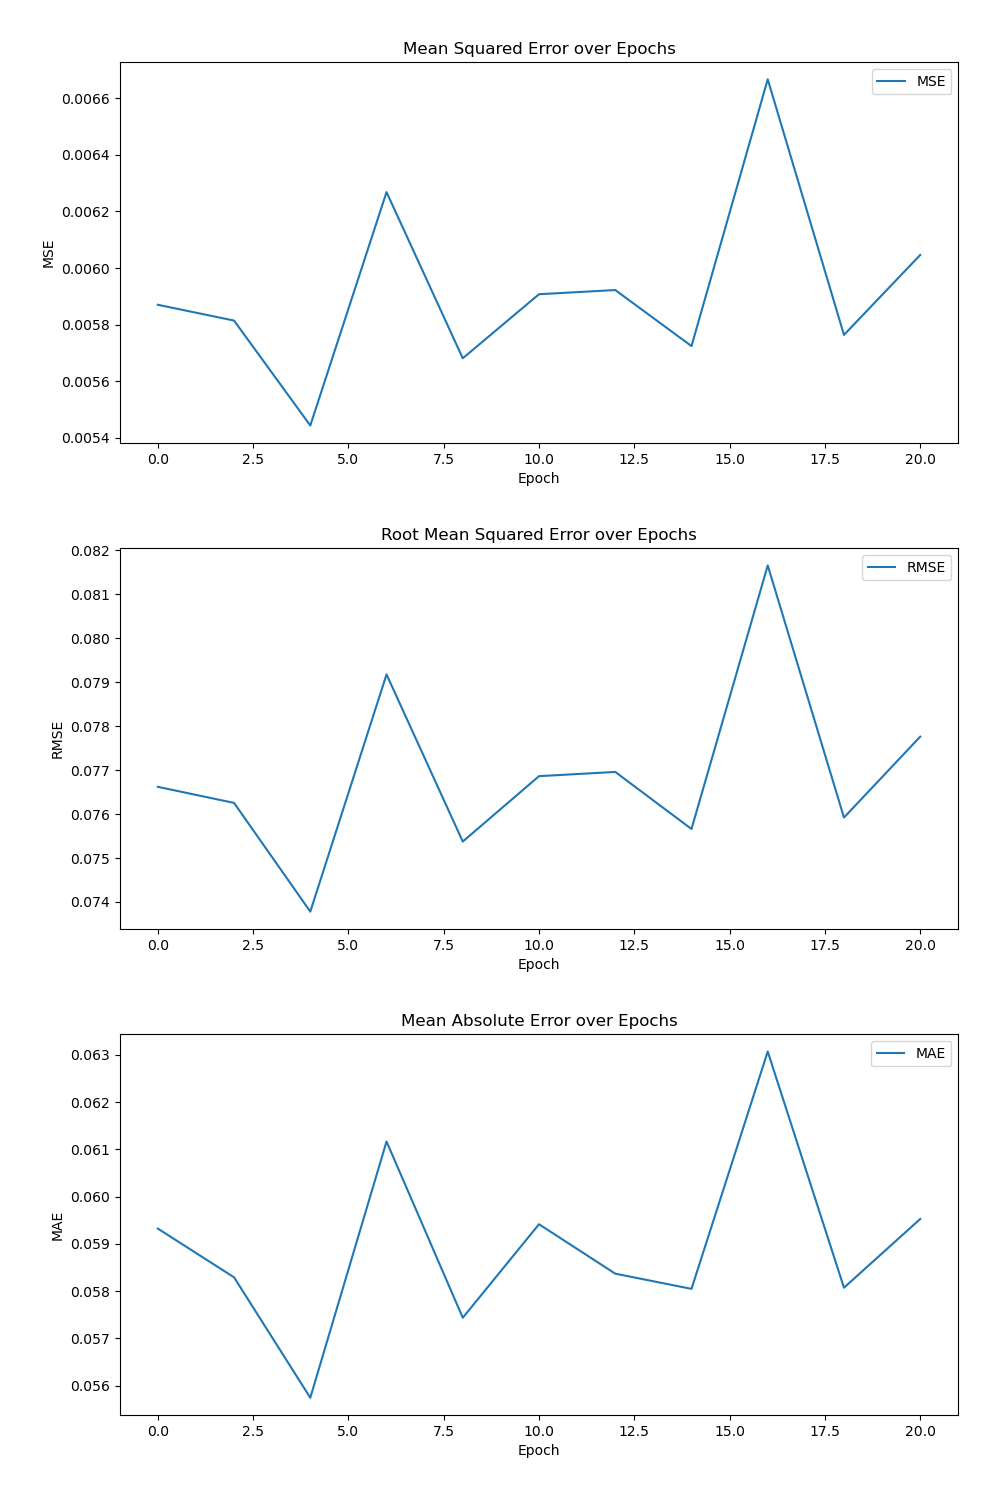 Mean Squared Error over Epochs
MSE
0.0066
0.0064
0.0062
0.0060
0.0058
0.0056
0.0054
MSE
0.0 2.5 5.0 7.5 10.0 12.5 15.0 17.5 20.0
Epoch
Root Mean Squared Error over Epochs
RMSE
0.082
0.081
0.080
0.079
0.078
0.077
0.076
0.075
0.074
RMSE
0.0 2.5 5.0 7.5 10.0 12.5 15.0 17.5 20.0
Epoch
Mean Absolute Error over Epochs
MAE
0.063
0.062
0.061
0.060
0.059
0.058
0.057
0.056
MAE
0.0 2.5 5.0 7.5 10.0 12.5 15.0 17.5 20.0
Epoch